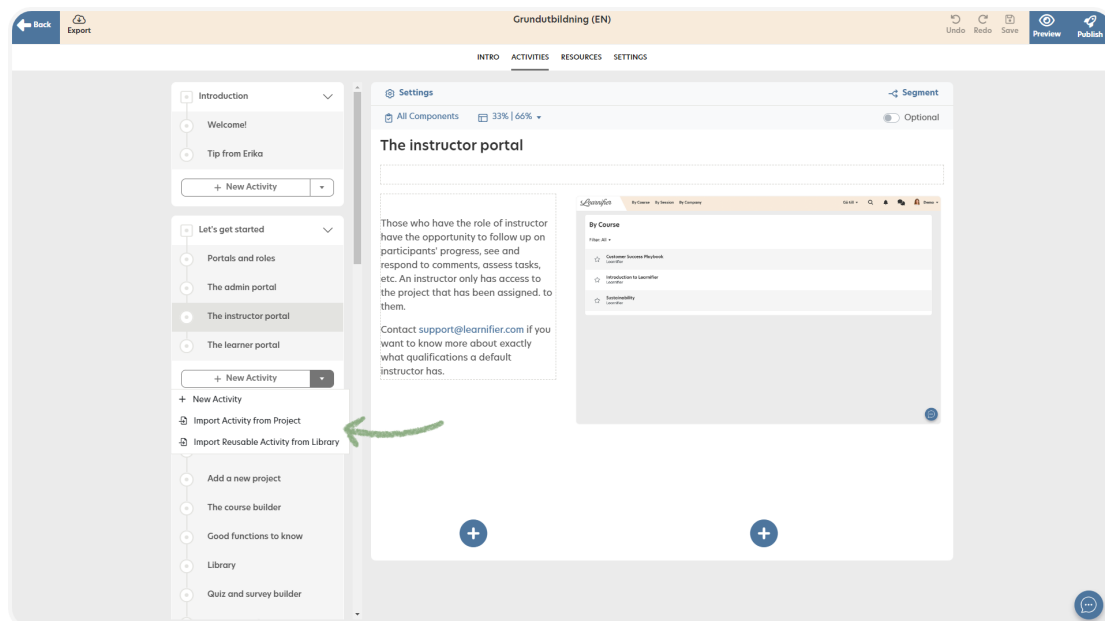 Back
Export
Grundutbildning (EN)
Undo
Redo
Save
Preview
Publish
INTRO
ACTIVITIES
RESOURCES
SETTINGS
Introduction
Welcome!
Tip from Erika
+ New Activity
Let's get started
Portals and roles
The admin portal
The instructor portal
The learner portal
+ New Activity
+ New Activity
Import Activity from Project
Import Reusable Activity from Library
Add a new project
The course builder
Good functions to know
Library
Quiz and survey builder
Settings
Segment
All Components
33% | 66%
Optional
The instructor portal
Those who have the role of instructor
have the opportunity to follow up on
participants' progress, see and
respond to comments, assess tasks,
etc. An instructor only has access to
the project that has been assigned. to
them.
Contact support@learnifier.com if you
want to know more about exactly
what qualifications a default
instructor has.
Learnifier
By Course
By Session
By Company
Demo
By Course
Filter: All
Customer Success Playbook
Learnifier
Introduction to Learnifier
Learnifier
Sustainability
Learnifier